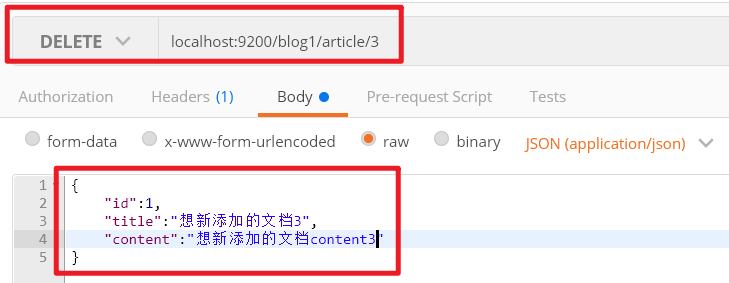 DELETE localhost:9200/blog1/article/3
Authorization Headers (1) Body Pre-request Script Tests
form-data x-www-form-urlencoded raw binary JSON (application/json)
1 {
2 "id":1,
3 "title":"想新添加的文档3",
4 "content":"想新添加的文档content3"
5 }